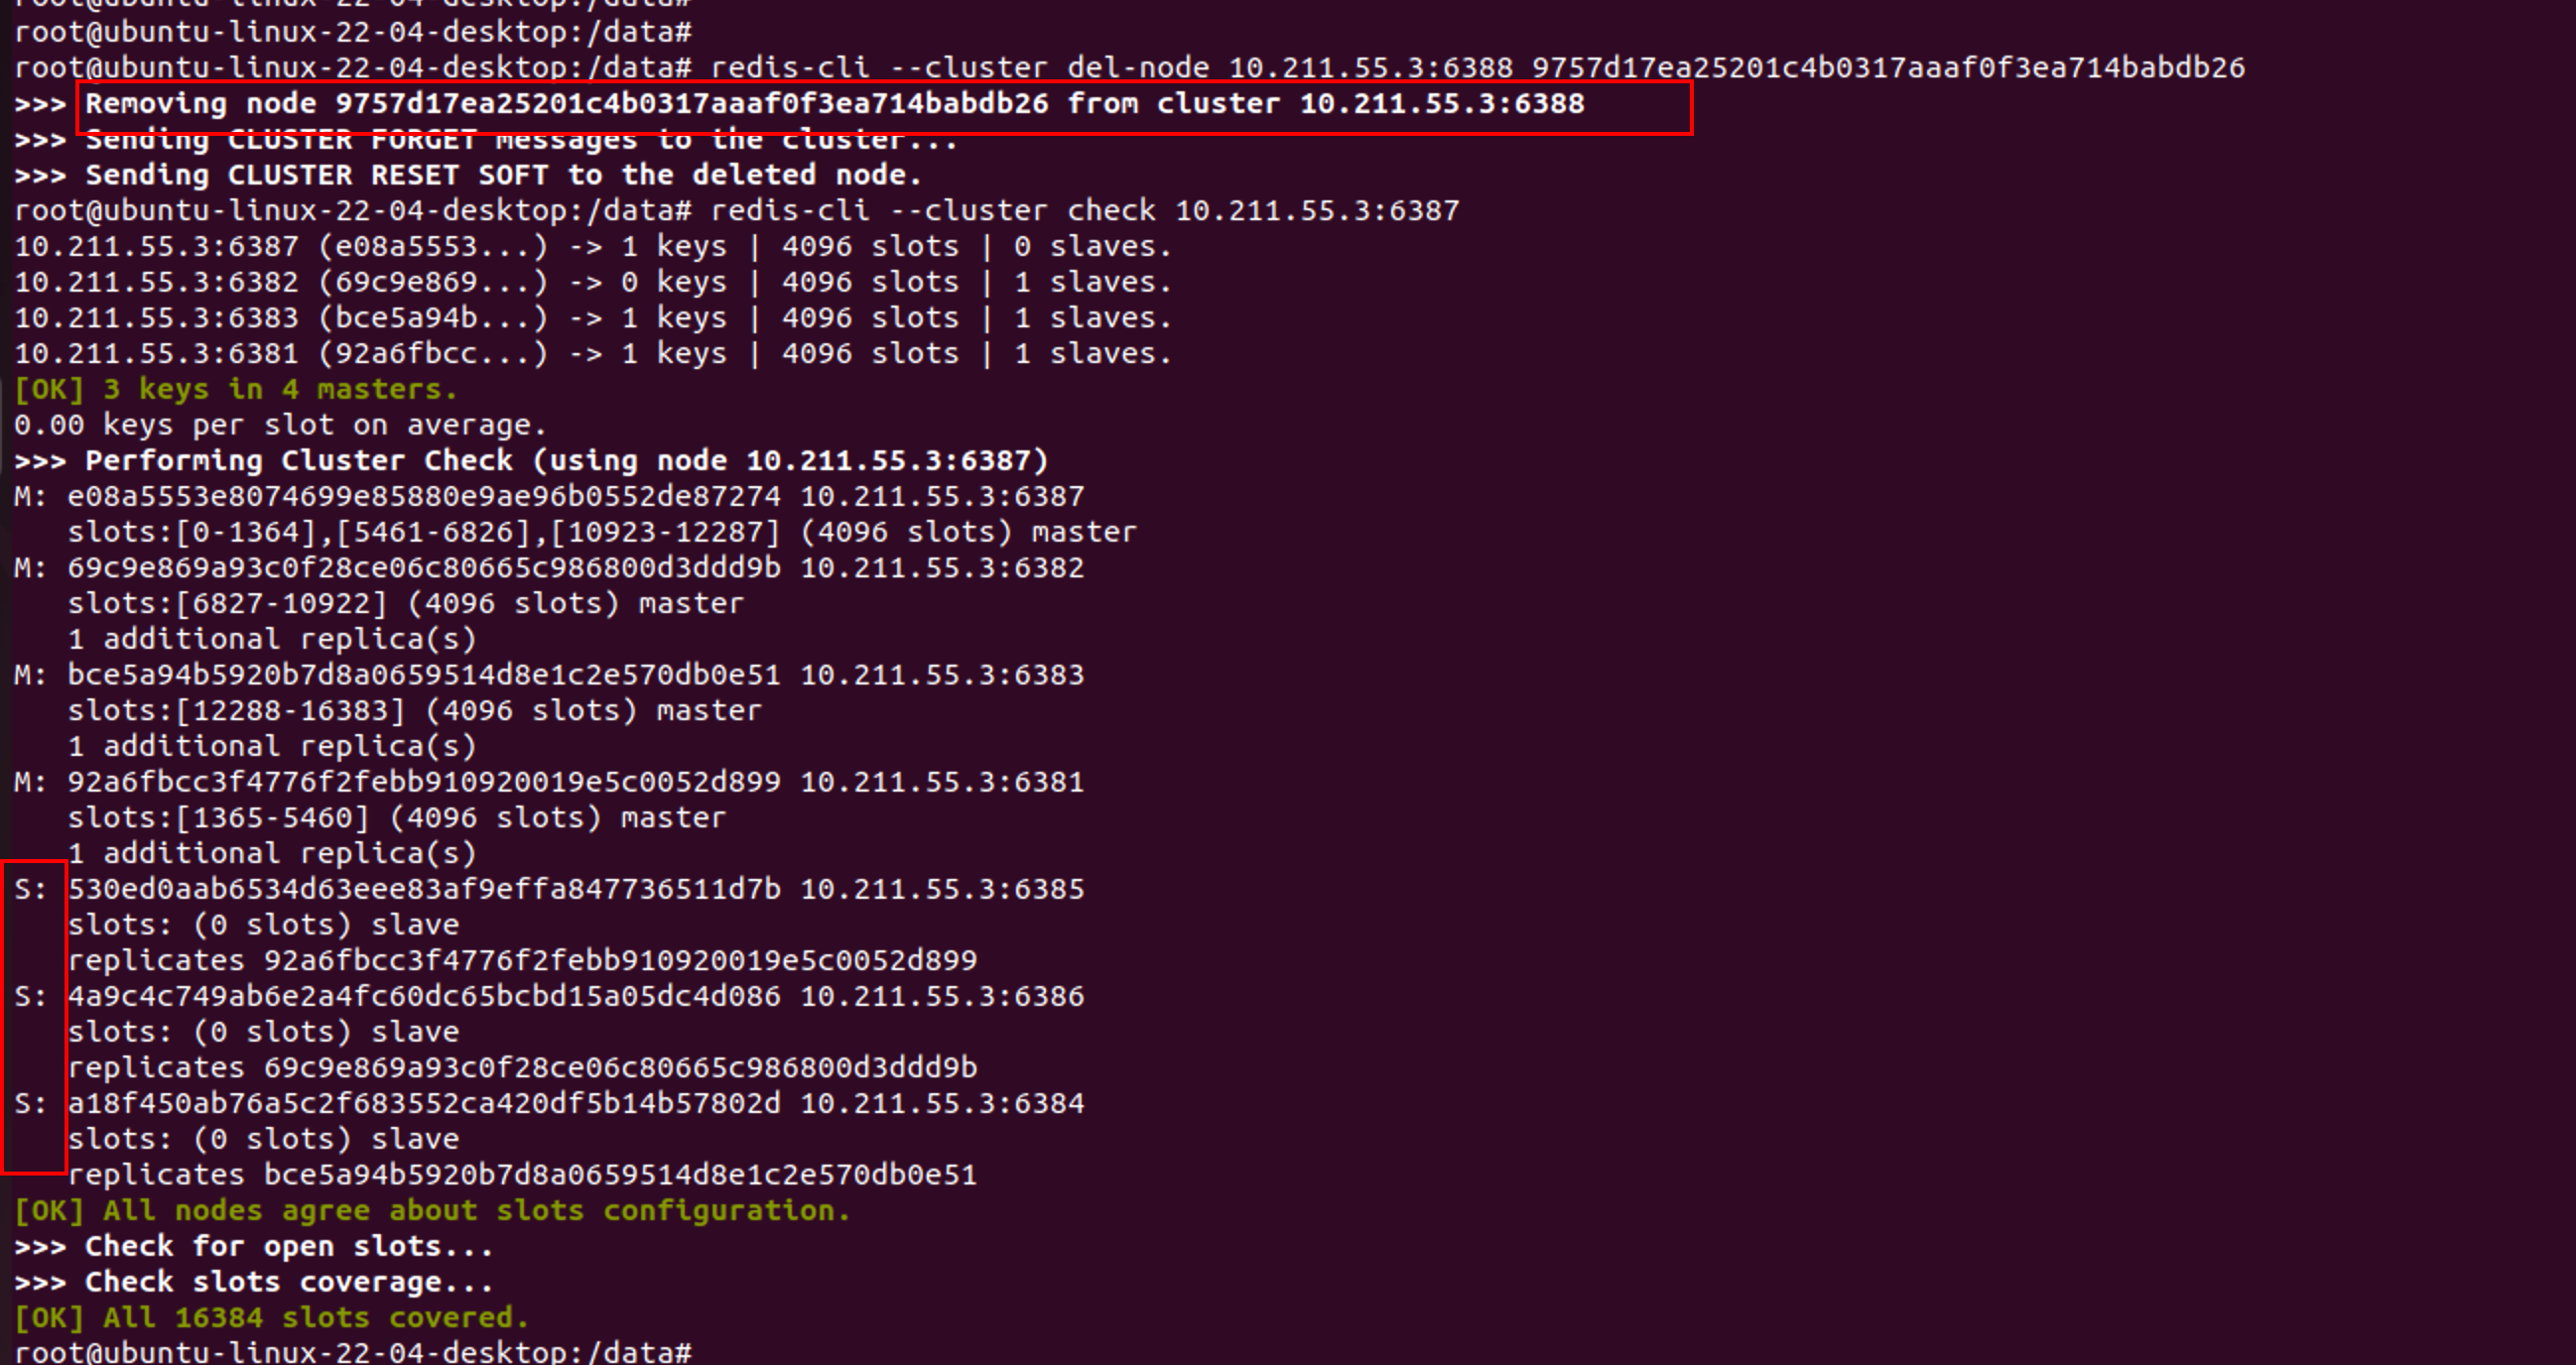 root@ubuntu-linux-22-04-desktop:/data#
root@ubuntu-linux-22-04-desktop:/data#
root@ubuntu-linux-22-04-desktop:/data# redis-cli --cluster del-node 10.211.55.3:6388 9757d17ea25201c4b0317aaaf0f3ea714babdb26
>>> Removing node 9757d17ea25201c4b0317aaaf0f3ea714babdb26 from cluster 10.211.55.3:6388
>>> Sending CLUSTER FORGET messages to the cluster...
>>> Sending CLUSTER RESET SOFT to the deleted node.
root@ubuntu-linux-22-04-desktop:/data# redis-cli --cluster check 10.211.55.3:6387
10.211.55.3:6387 (e08a5553...) -> 1 keys | 4096 slots | 0 slaves.
10.211.55.3:6382 (69c9e869...) -> 0 keys | 4096 slots | 1 slaves.
10.211.55.3:6383 (bce5a94b...) -> 1 keys | 4096 slots | 1 slaves.
10.211.55.3:6381 (92a6fbcc...) -> 1 keys | 4096 slots | 1 slaves.
[OK] 3 keys in 4 masters.
0.00 keys per slot on average.
>>> Performing Cluster Check (using node 10.211.55.3:6387)
M: e08a5553e8074699e85880e9ae96b0552de87274 10.211.55.3:6387
   slots:[0-1364],[5461-6826],[10923-12287] (4096 slots) master
M: 69c9e869a93c0f28ce06c80665c986800d3ddd9b 10.211.55.3:6382
   slots:[6827-10922] (4096 slots) master
   1 additional replica(s)
M: bce5a94b5920b7d8a0659514d8e1c2e570db0e51 10.211.55.3:6383
   slots:[12288-16383] (4096 slots) master
   1 additional replica(s)
M: 92a6fbcc3f4776f2febb910920019e5c0052d899 10.211.55.3:6381
   slots:[1365-5460] (4096 slots) master
   1 additional replica(s)
S: 530ed0aab6534d63eee83af9effa847736511d7b 10.211.55.3:6385
   slots: (0 slots) slave
   replicates 92a6fbcc3f4776f2febb910920019e5c0052d899
S: 4a9c4c749ab6e2a4fc60dc65bcbd15a05dc4d086 10.211.55.3:6386
   slots: (0 slots) slave
   replicates 69c9e869a93c0f28ce06c80665c986800d3ddd9b
S: a18f450ab76a5c2f683552ca420df5b14b57802d 10.211.55.3:6384
   slots: (0 slots) slave
   replicates bce5a94b5920b7d8a0659514d8e1c2e570db0e51
[OK] All nodes agree about slots configuration.
>>> Check for open slots...
>>> Check slots coverage...
[OK] All 16384 slots covered.
root@ubuntu-linux-22-04-desktop:/data#